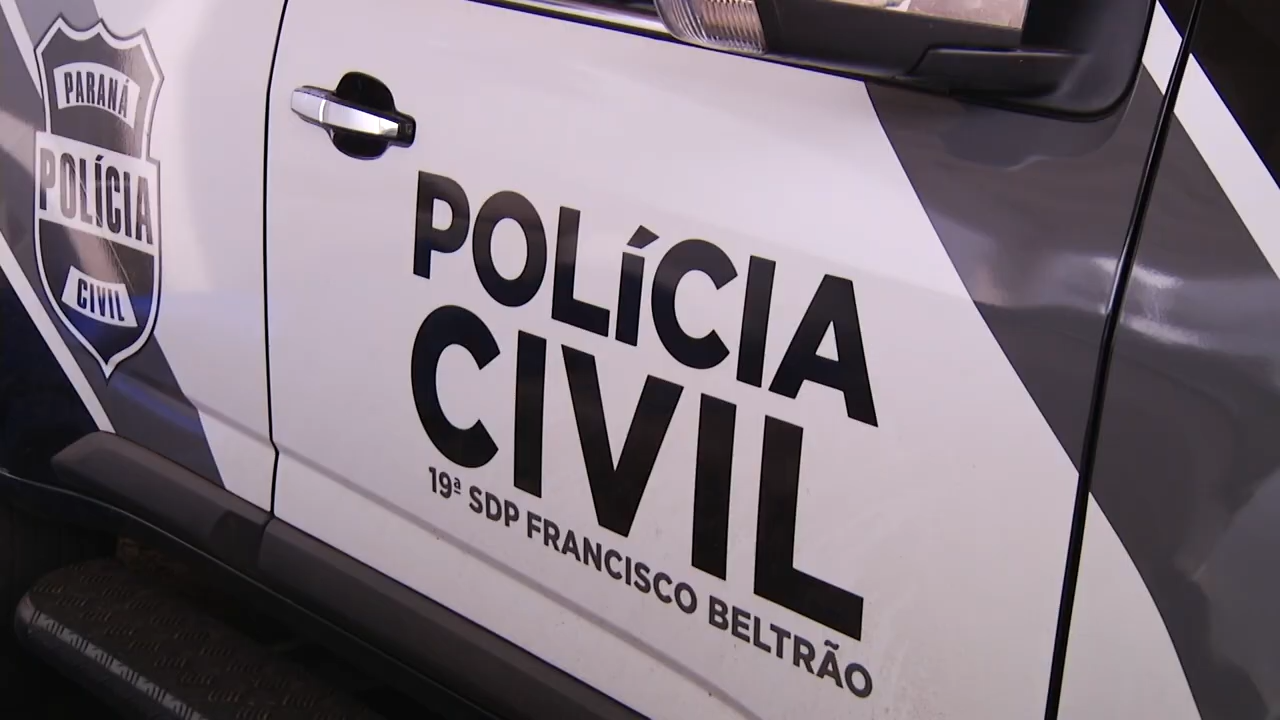 PARANÁ
POLÍCIA
CIVIL
POLÍCIA
CIVIL
19ª SDP FRANCISCO BELTRÃO